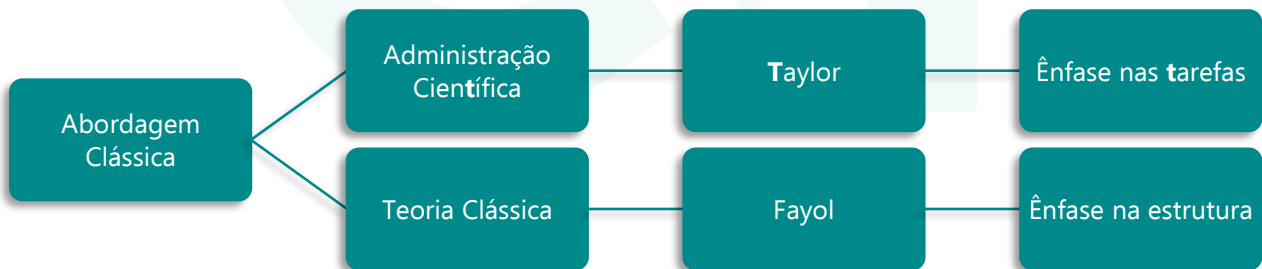 Abordagem
Clássica
Administração
Científica
Taylor
Ênfase nas tarefas
Teoria Clássica
Fayol
Ênfase na estrutura